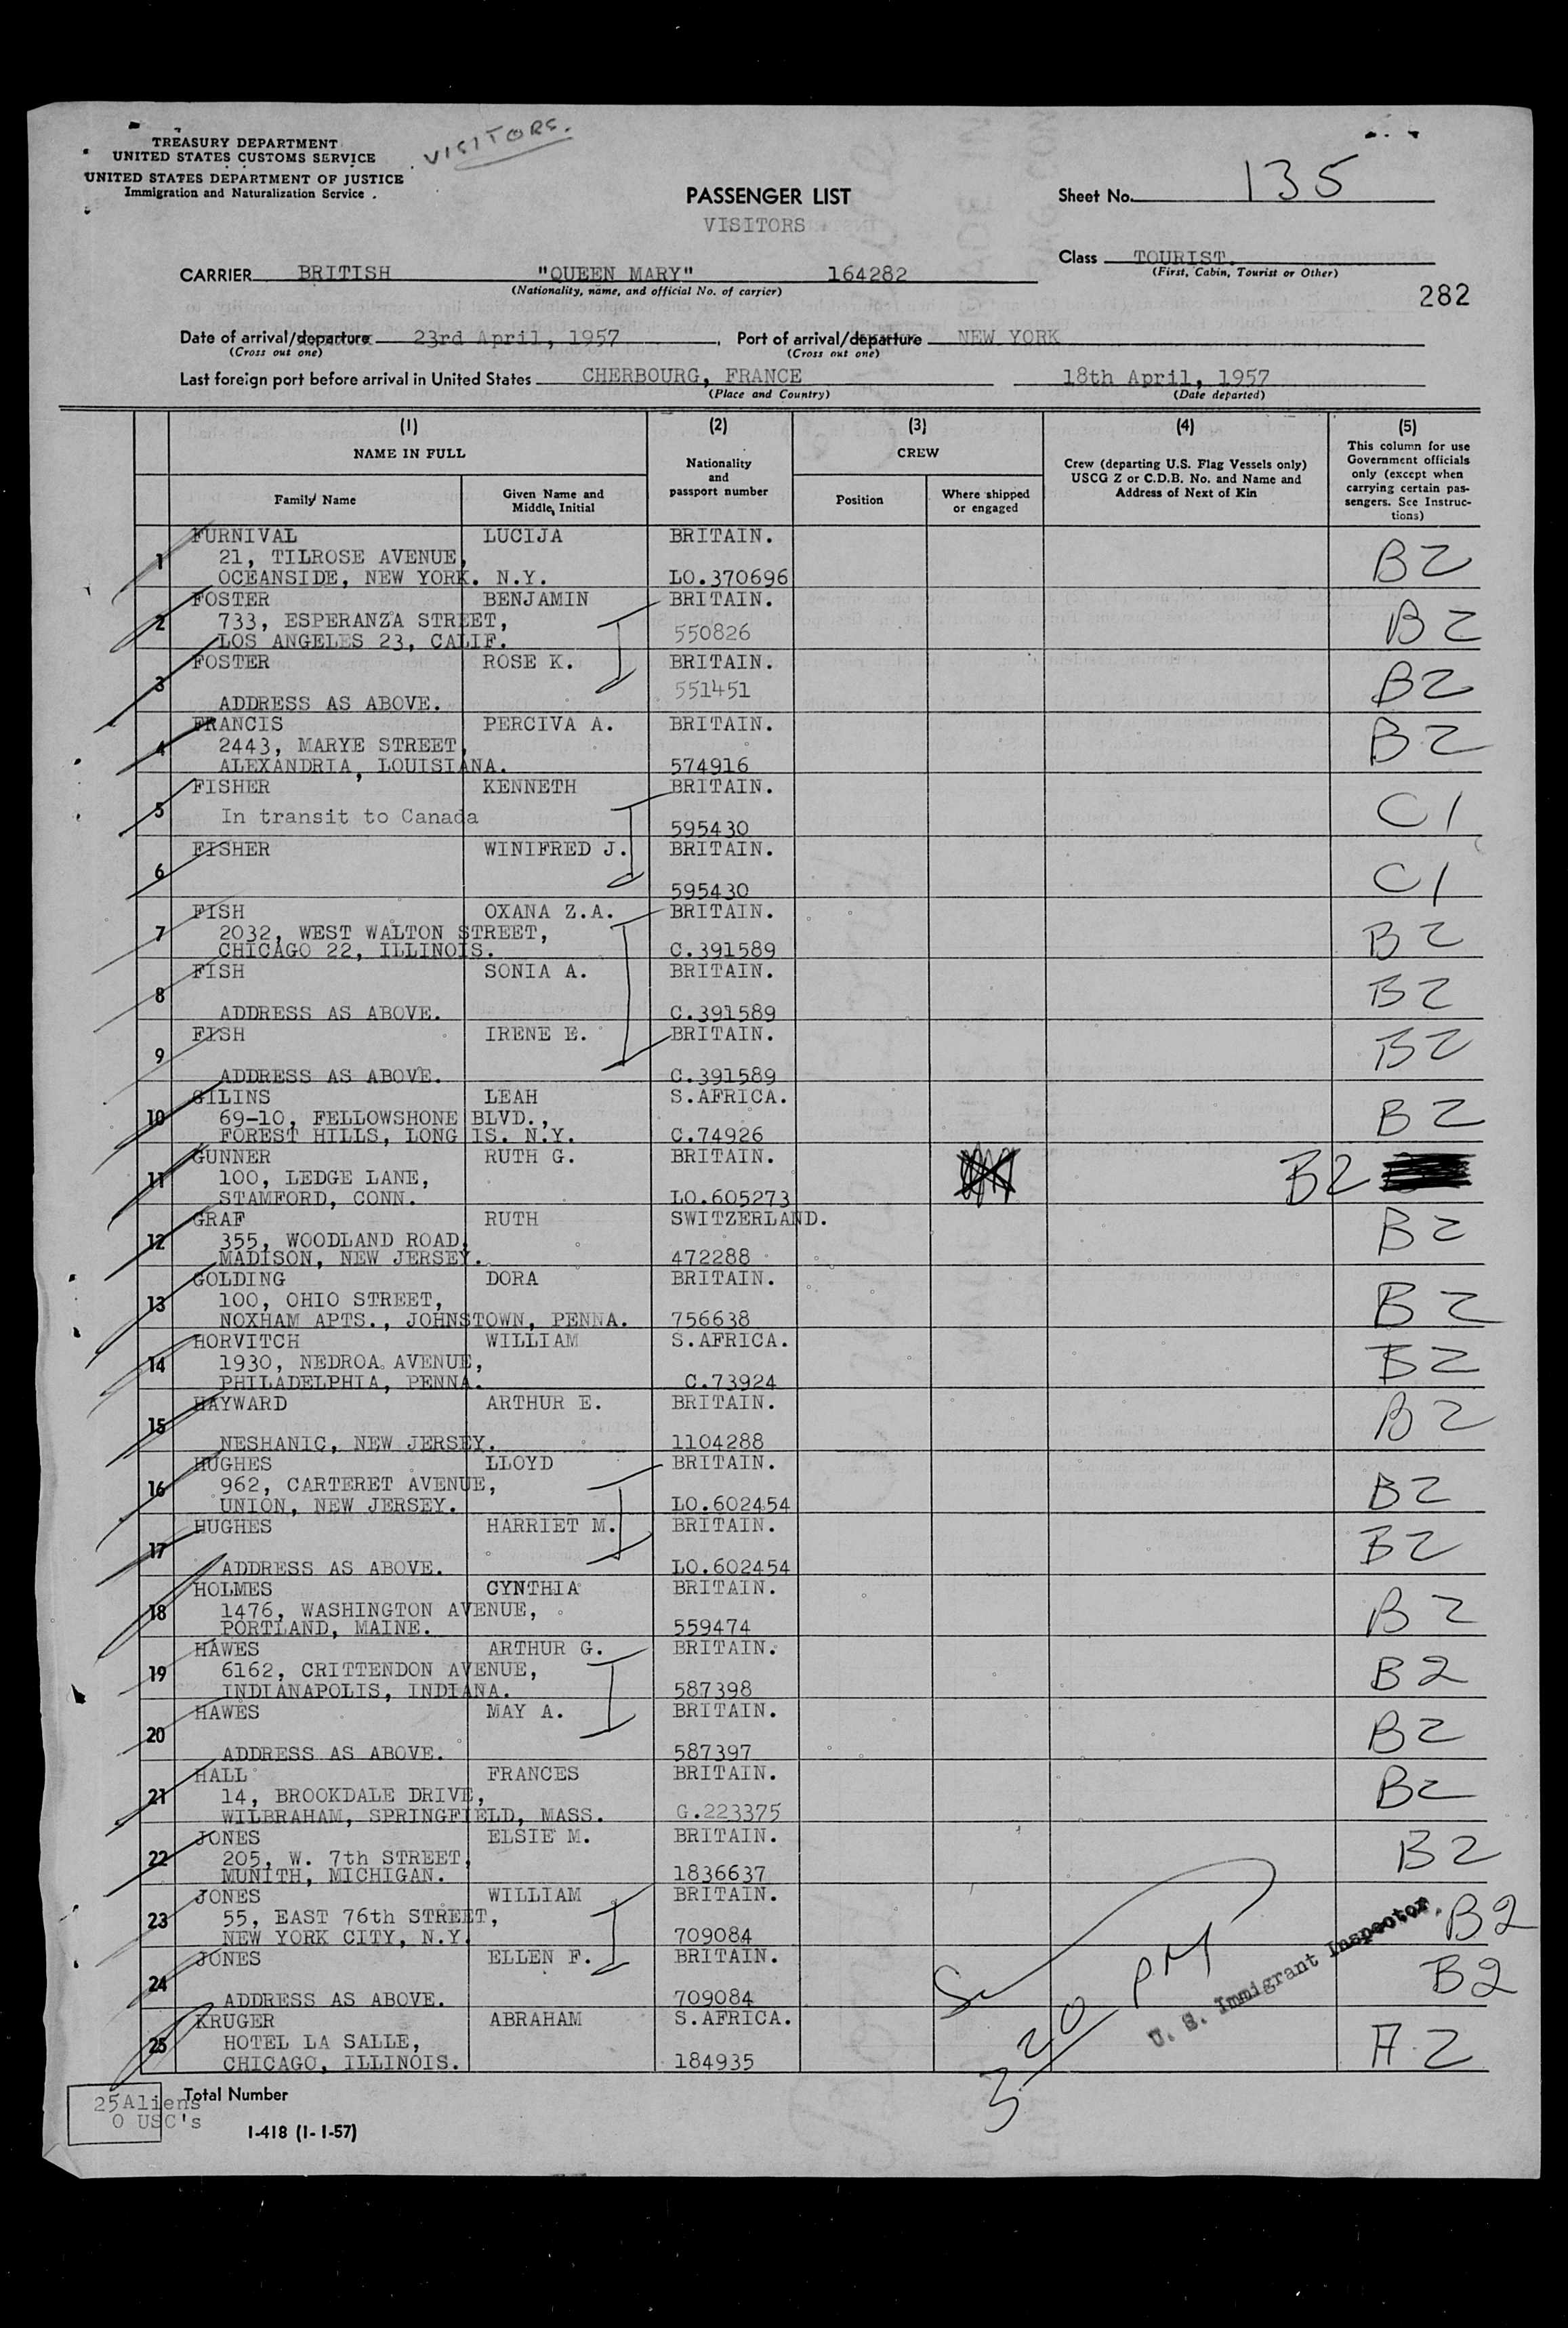 TREASURY DEPARTMENT
UNITED STATES CUSTOMS SERVICE
UNITED STATES DEPARTMENT OF JUSTICE
Immigration and Naturalization Service
VISITORS.
PASSENGER LIST
VISITORS
Sheet No. 135
Class TOURIST.
(First, Cabin, Tourist or Other)
CARRIER BRITISH "QUEEN MARY" 164282
(Nationality, name, and official No. of carrier)
282
Date of arrival/departure 23rd April, 1957. Port of arrival/departure NEW YORK
(Cross out one) (Cross out one)
Last foreign port before arrival in United States CHERBOURG, FRANCE 18th April, 1957
(Place and Country) (Date departed)
(1) (2) (3) (4) (5)
NAME IN FULL
Family Name
Given Name and Middle Initial
Nationality and passport number
CREW
Position
Where shipped or engaged
Crew (departing U.S. Flag Vessels only) USCG Z or C.D.B. No. and Name and Address of Next of Kin
This column for use Government officials only (except when carrying certain passengers. See Instructions)
1 FURNIVAL LUCIJA BRITAIN. B2
21, TILROSE AVENUE,
OCEANSIDE, NEW YORK. N.Y. LO.370696
2 FOSTER BENJAMIN BRITAIN. B2
733, ESPERANZA STREET, 550826
LOS ANGELES 23, CALIF.
3 FOSTER ROSE K. BRITAIN. B2
551451
ADDRESS AS ABOVE.
4 FRANCIS PERCIVA A. BRITAIN. B2
2443, MARYE STREET,
ALEXANDRIA, LOUISIANA. 574916
5 FISHER KENNETH BRITAIN. C1
In transit to Canada
595430
6 FISHER WINIFRED J. BRITAIN. C1
595430
7 FISH OXANA Z.A. BRITAIN. B2
2032, WEST WALTON STREET,
CHICAGO 22, ILLINOIS. C.391589
8 FISH SONIA A. BRITAIN. B2
ADDRESS AS ABOVE. C.391589
9 FISH IRENE E. BRITAIN. B2
ADDRESS AS ABOVE. C.391589
10 GILINS LEAH S.AFRICA. B2
69-10, FELLOWSHONE BLVD.,
FOREST HILLS, LONG IS. N.Y. C.74926
11 GUNNER RUTH G. BRITAIN. B2
100, LEDGE LANE,
STAMFORD, CONN. LO.605273
12 GRAF RUTH SWITZERLAND. B2
355, WOODLAND ROAD,
MADISON, NEW JERSEY. 472288
13 GOLDING DORA BRITAIN. B2
100, OHIO STREET,
NOXHAM APTS., JOHNSTOWN, PENNA. 756638
14 HORVITCH WILLIAM S.AFRICA. B2
1930, NEDROA AVENUE,
PHILADELPHIA, PENNA. C.73924
15 HAYWARD ARTHUR E. BRITAIN. B2
NESHANIC, NEW JERSEY. 1104288
16 HUGHES LLOYD BRITAIN. B2
962, CARTERET AVENUE,
UNION, NEW JERSEY. LO.602454
17 HUGHES HARRIET M. BRITAIN. B2
ADDRESS AS ABOVE. LO.602454
18 HOLMES CYNTHIA BRITAIN. B2
1476, WASHINGTON AVENUE,
PORTLAND, MAINE. 559474
19 HAWES ARTHUR G. BRITAIN. B2
6162, CRITTENDON AVENUE,
INDIANAPOLIS, INDIANA. 587398
20 HAWES MAY A. BRITAIN. B2
ADDRESS AS ABOVE. 587397
21 HALL FRANCES BRITAIN. B2
14, BROOKDALE DRIVE,
WILBRAHAM, SPRINGFIELD, MASS. G.223375
22 JONES ELSIE M. BRITAIN. B2
205, W. 7th STREET,
MUNITH, MICHIGAN. 1836637
23 JONES WILLIAM BRITAIN. B2
55, EAST 76th STREET,
NEW YORK CITY, N.Y. 709084
24 JONES ELLEN F. BRITAIN. B2
ADDRESS AS ABOVE. 709084
25 KRUGER ABRAHAM S.AFRICA. A2
HOTEL LA SALLE,
CHICAGO, ILLINOIS. 184935
320 PM
U. S. Immigrant Inspector.
25Aliens
0 USC's
Total Number
I-418 (1-1-57)